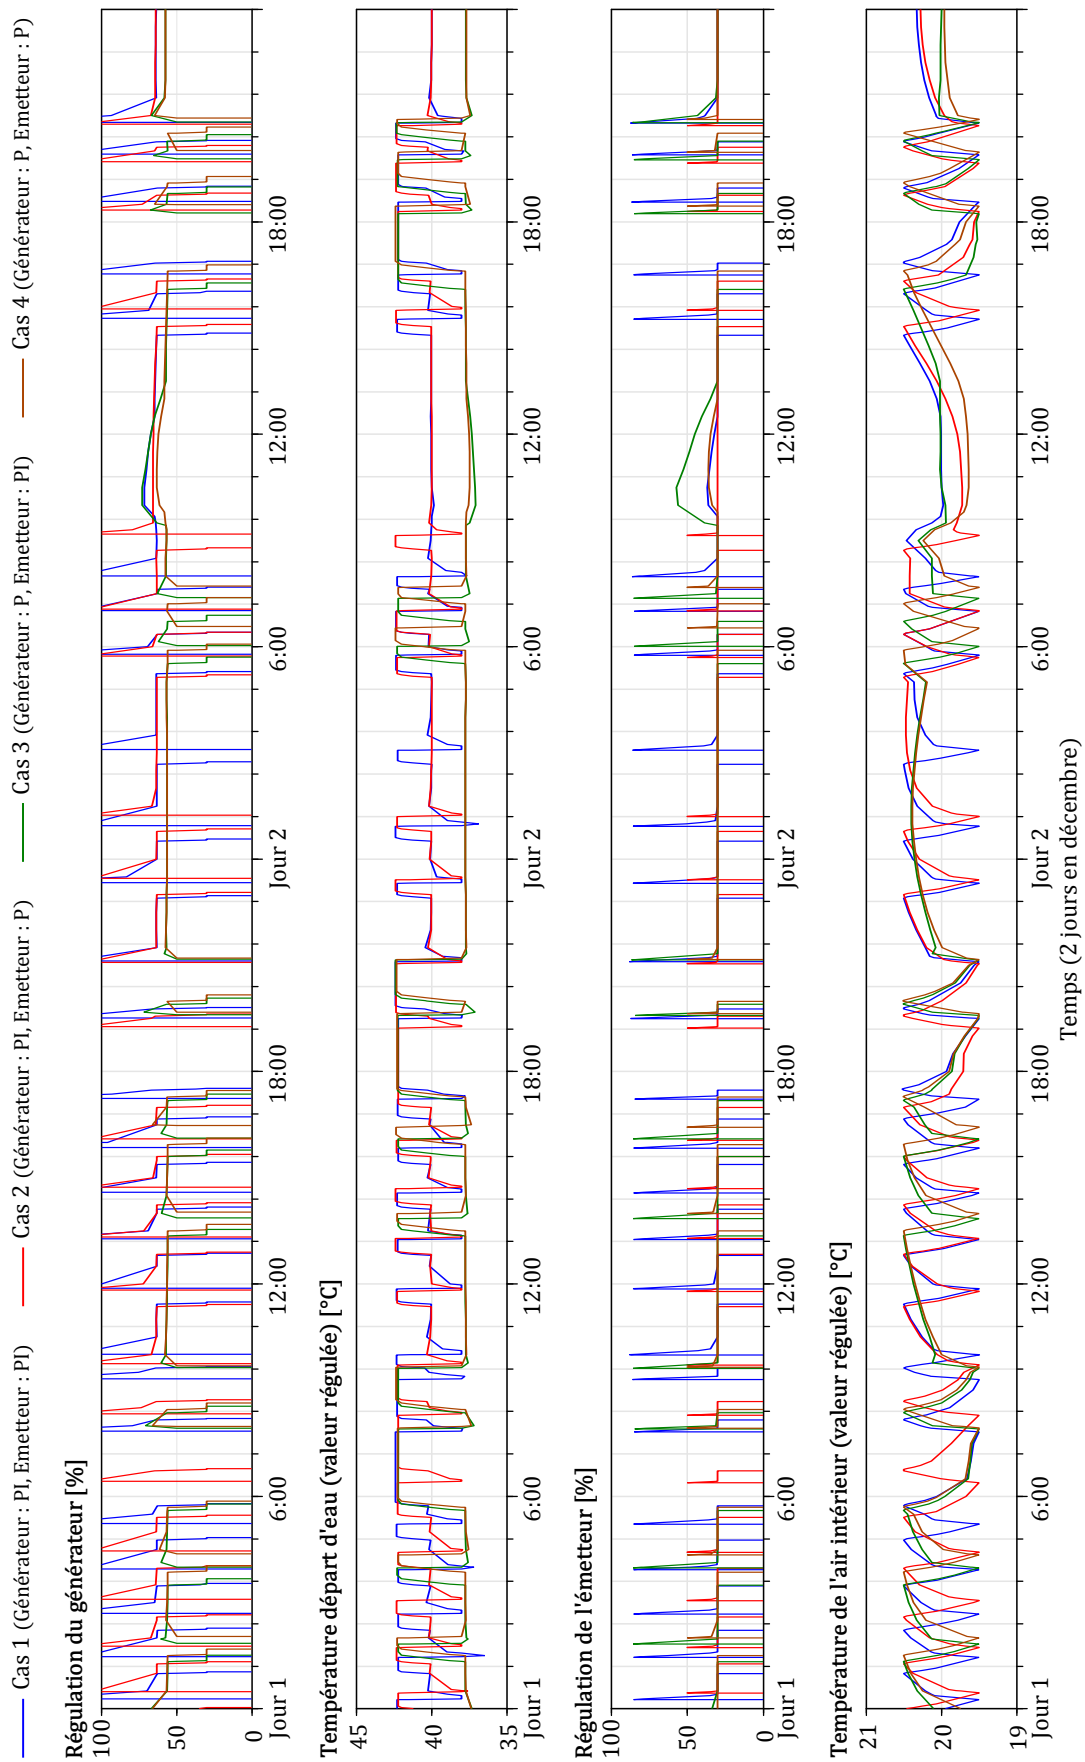 Cas 1 (Générateur : PI, Emetteur : PI)
Cas 2 (Générateur : PI, Emetteur : P)
Cas 3 (Générateur : P, Emetteur : PI)
Cas 4 (Générateur : P, Emetteur : P)
Régulation du générateur [%]
100
50
0
Jour 1
6:00
12:00
18:00
Jour 2
6:00
12:00
18:00
Température départ d'eau (valeur régulée) [°C]
45
40
35
Jour 1
6:00
12:00
18:00
Jour 2
6:00
12:00
18:00
Régulation de l'émetteur [%]
100
50
0
Jour 1
6:00
12:00
18:00
Jour 2
6:00
12:00
18:00
Température de l'air intérieur (valeur régulée) [°C]
21
20
19
Jour 1
6:00
12:00
18:00
Jour 2
6:00
12:00
18:00
Temps (2 jours en décembre)